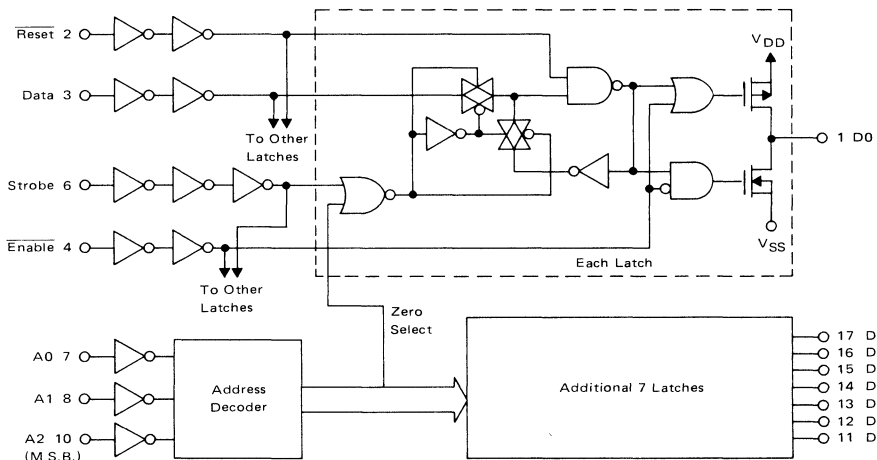 Reset 2
Data 3
To Other
Latches
Strobe 6
Enable 4
To Other
Latches
VDD
1 D0
VSS
Each Latch
Zero
Select
A0 7
A1 8
A2 10
(M.S.B.)
Address
Decoder
Additional 7 Latches
17 D
16 D
15 D
14 D
13 D
12 D
11 D